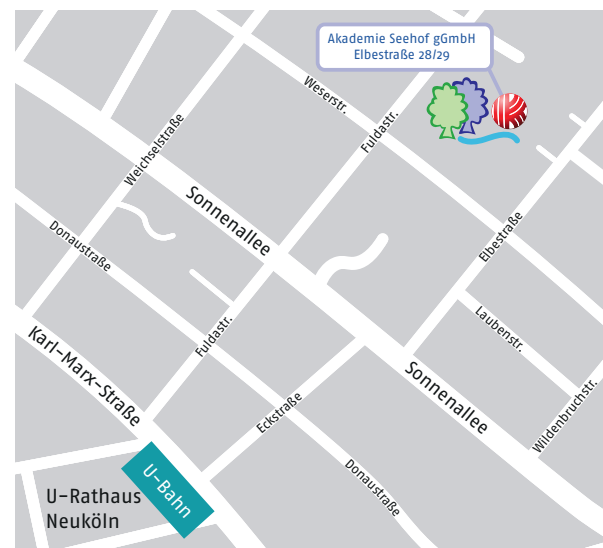 Akademie Seehof gGmbH
Elbestraße 28/29
Weserstr.
Fuldastr.
Weichselstraße
Sonnenallee
Donaustraße
Elbestraße
Laubenstr.
Fuldastr.
Karl-Marx-Straße
Sonnenallee
Eckstraße
Wildenbruchstr.
Donaustraße
U-Bahn
U-Rathaus
Neuköln